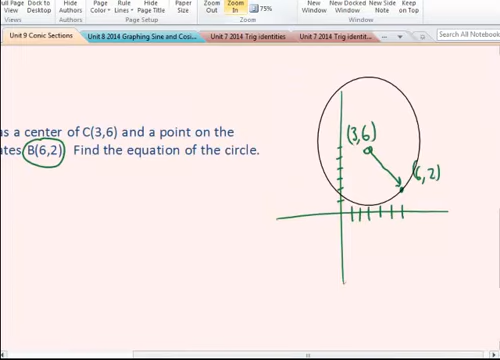 Full Page
View
Dock to
Desktop
Hide
Authors
Page
Color
Rule
Lines
Hide
Page Title
Paper
Size
Zoom
Out
Zoom
In
75%
New
Window
New Docked
Window
New Side
Note
Keep
on Top
Views
Authors
Page Setup
Zoom
Window
Unit 9 Conic Sections
Unit 8 2014 Graphing Sine and Cosi...
Unit 7 2014 Trig identities
Unit 7 2014 Trig identit...
Search All Notebooks
as a center of C(3,6) and a point on the
ates B(6,2) Find the equation of the circle.
(3,6)
(6,2)